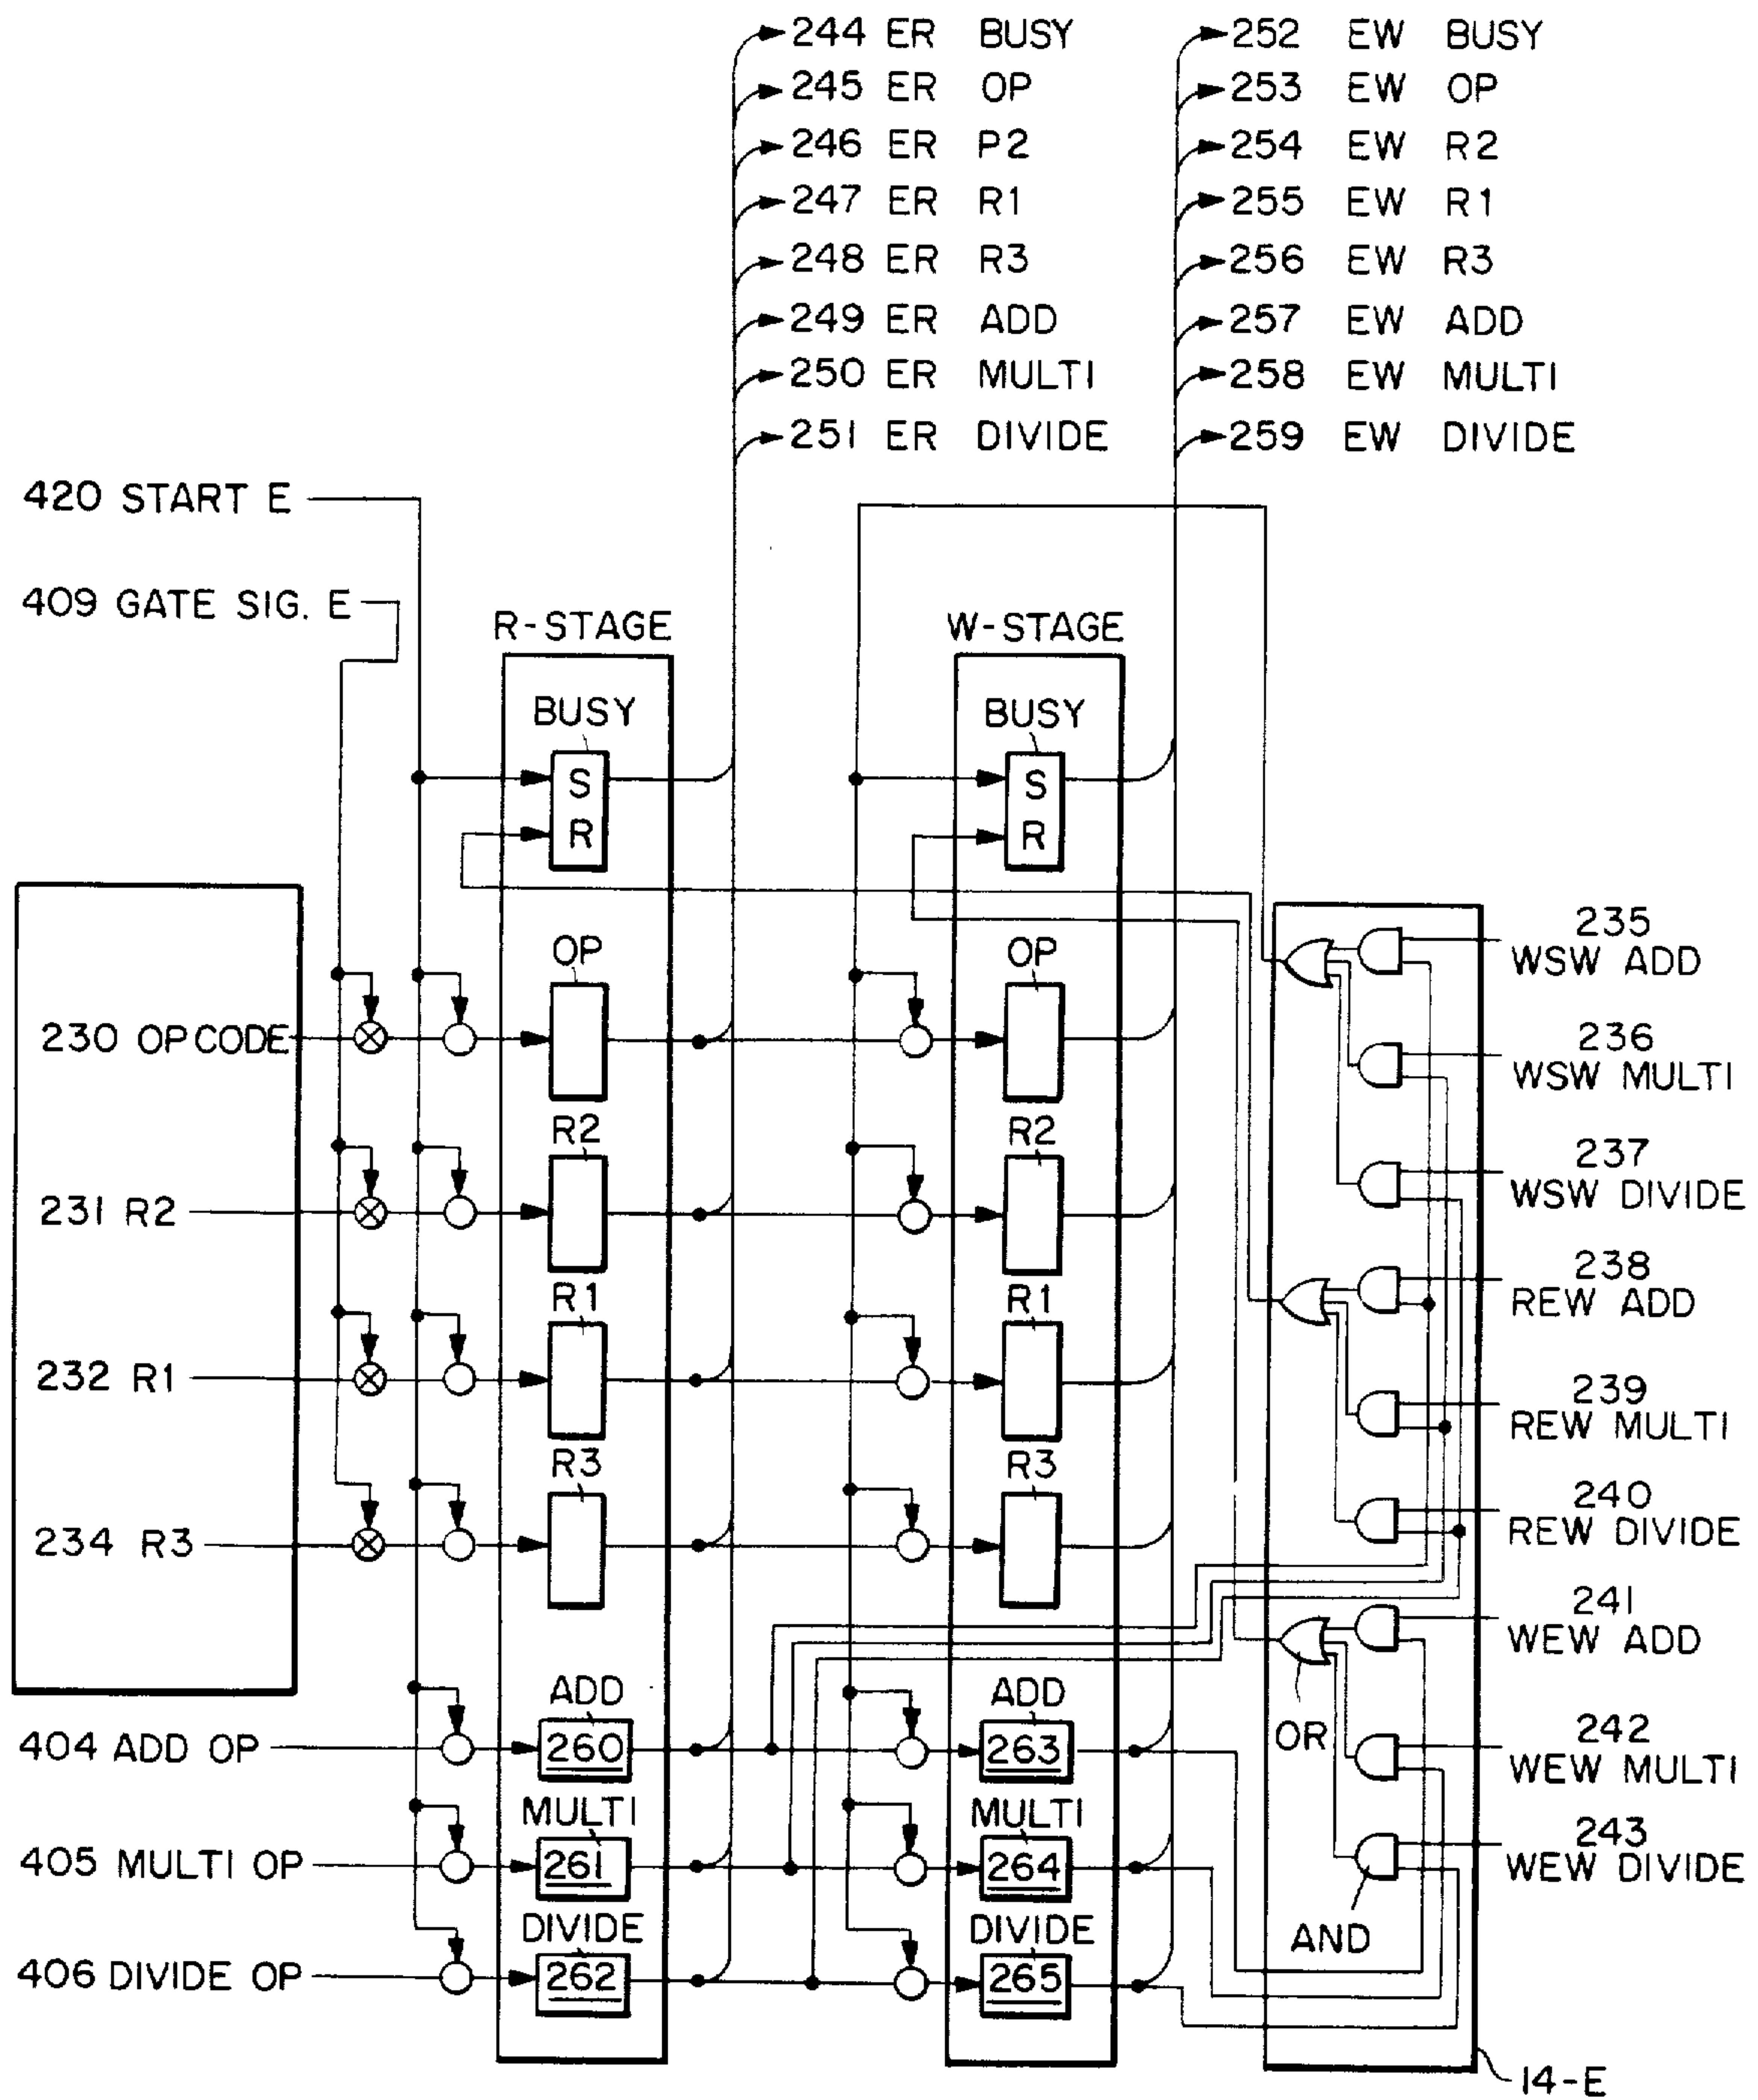 244 ER BUSY
245 ER OP
246 ER P2
247 ER R1
248 ER R3
249 ER ADD
250 ER MULTI
251 ER DIVIDE
252 EW BUSY
253 EW OP
254 EW R2
255 EW R1
256 EW R3
257 EW ADD
258 EW MULTI
259 EW DIVIDE
420 START E
409 GATE SIG. E
230 OP CODE
231 R2
232 R1
234 R3
404 ADD OP
405 MULTI OP
406 DIVIDE OP
R-STAGE
BUSY
S
R
OP
R2
R1
R3
ADD
260
MULTI
261
DIVIDE
262
W-STAGE
BUSY
S
R
OP
R2
R1
R3
ADD
263
MULTI
264
DIVIDE
265
235
WSW ADD
236
WSW MULTI
237
WSW DIVIDE
238
REW ADD
239
REW MULTI
240
REW DIVIDE
241
WEW ADD
242
WEW MULTI
243
WEW DIVIDE
OR
AND
14-E